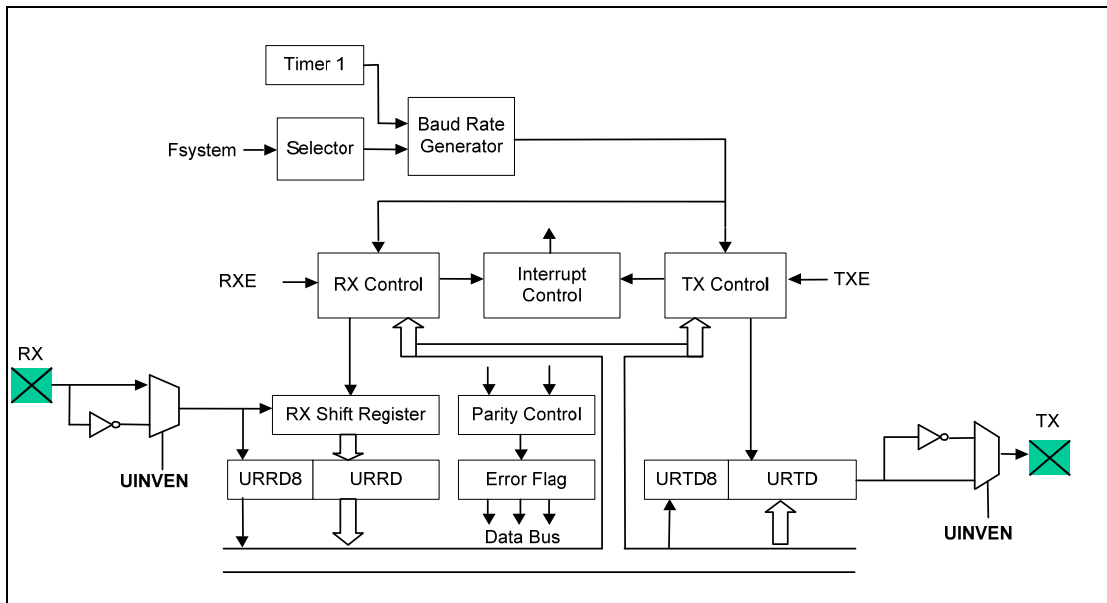 Timer 1
Baud Rate
Generator
Fsystem
Selector
RXE
RX Control
Interrupt
Control
TX Control
TXE
RX
RX Shift Register
Parity Control
TX
UINVEN
URRD8
URRD
Error Flag
URTD8
URTD
Data Bus
UINVEN